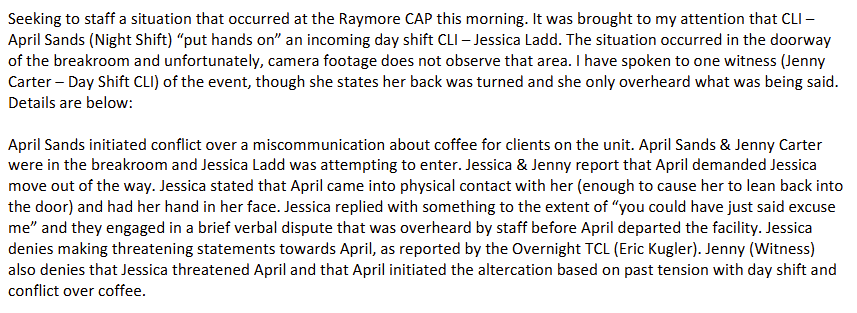 Seeking to staff a situation that occurred at the Raymore CAP this morning. It was brought to my attention that CLI –
April Sands (Night Shift) “put hands on” an incoming day shift CLI – Jessica Ladd. The situation occurred in the doorway
of the breakroom and unfortunately, camera footage does not observe that area. I have spoken to one witness (Jenny
Carter – Day Shift CLI) of the event, though she states her back was turned and she only overheard what was being said.
Details are below:
April Sands initiated conflict over a miscommunication about coffee for clients on the unit. April Sands & Jenny Carter
were in the breakroom and Jessica Ladd was attempting to enter. Jessica & Jenny report that April demanded Jessica
move out of the way. Jessica stated that April came into physical contact with her (enough to cause her to lean back into
the door) and had her hand in her face. Jessica replied with something to the extent of “you could have just said excuse
me” and they engaged in a brief verbal dispute that was overheard by staff before April departed the facility. Jessica
denies making threatening statements towards April, as reported by the Overnight TCL (Eric Kugler). Jenny (Witness)
also denies that Jessica threatened April and that April initiated the altercation based on past tension with day shift and
conflict over coffee.